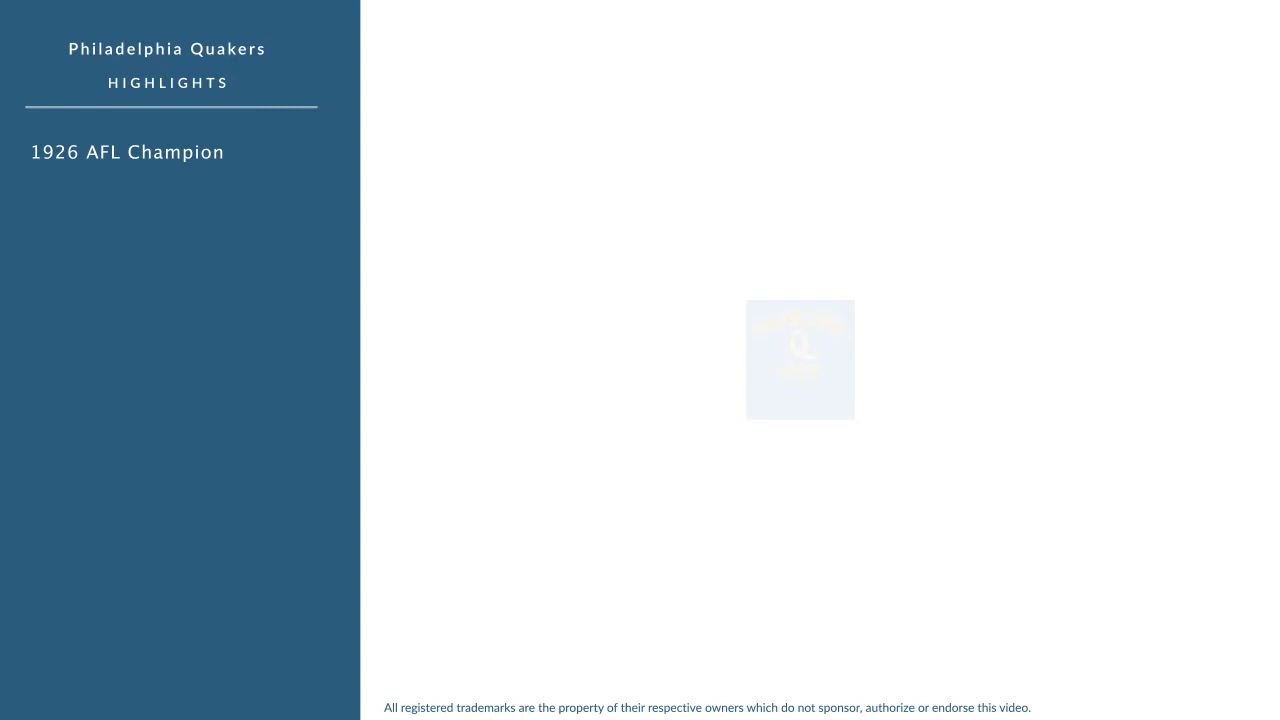 Philadelphia Quakers
HIGHLIGHTS
1926 AFL Champion
Q
All registered trademarks are the property of their respective owners which do not sponsor, authorize or endorse this video.